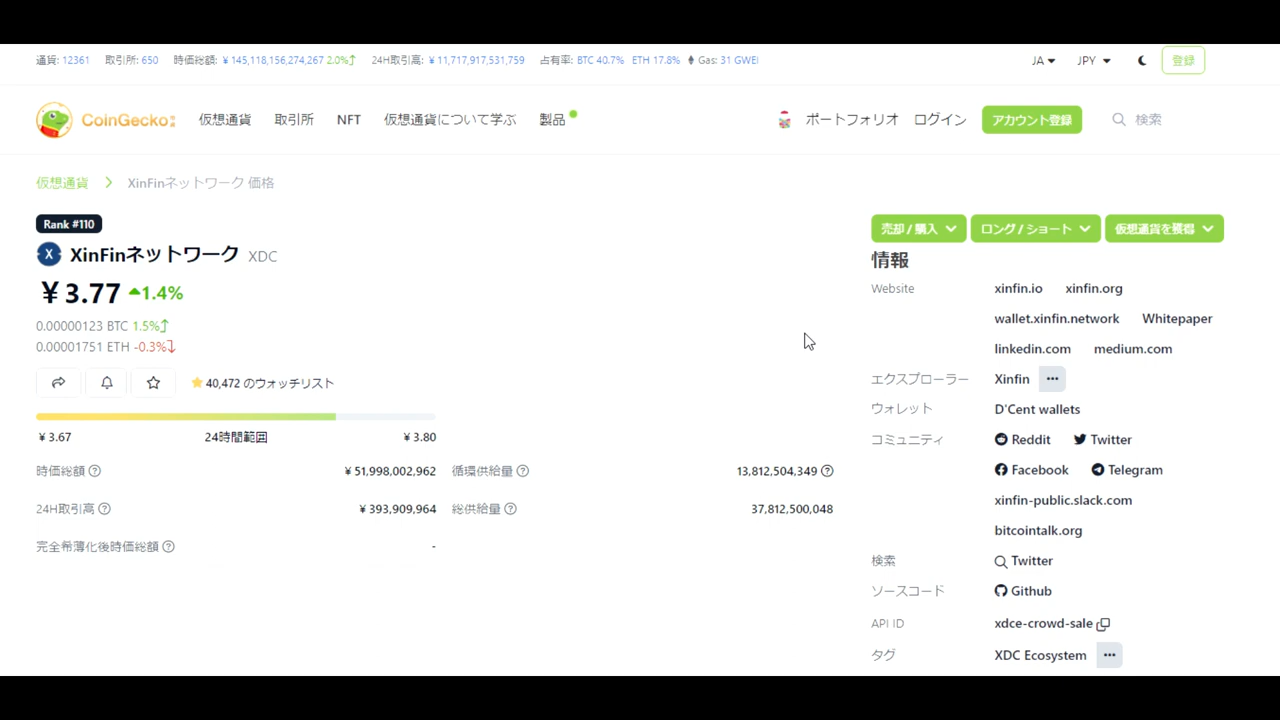 通貨: 12361 取引所: 650 時価総額: ¥145,118,156,274,267 2.0% 24H取引高: ¥11,717,917,531,759 占有率: BTC 40.7% ETH 17.8% Gas: 31 GWEI JA JPY 登録
CoinGecko 仮想通貨 取引所 NFT 仮想通貨について学ぶ 製品 ポートフォリオ ログイン アカウント登録 検索
仮想通貨 > XinFinネットワーク 価格
Rank #110
X XinFinネットワーク XDC
¥3.77 1.4%
0.00000123 BTC 1.5%
0.00001751 ETH -0.3%
40,472 のウォッチリスト
¥3.67 24時間範囲 ¥3.80
時価総額 ¥51,998,002,962 循環供給量 13,812,504,349
24H取引高 ¥393,909,964 総供給量 37,812,500,048
完全希薄化後時価総額 -
売却 / 購入 ロング / ショート 仮想通貨を獲得
情報
Website xinfin.io xinfin.org
wallet.xinfin.network Whitepaper
linkedin.com medium.com
エクスプローラー Xinfin •••
ウォレット D'Cent wallets
コミュニティ Reddit Twitter
Facebook Telegram
xinfin-public.slack.com
bitcointalk.org
検索 Twitter
ソースコード Github
API ID xdce-crowd-sale
タグ XDC Ecosystem •••